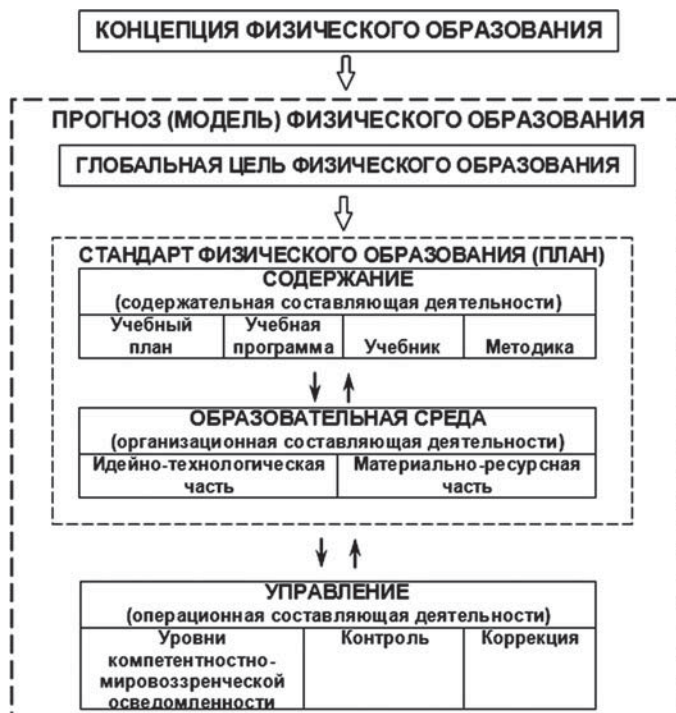 КОНЦЕПЦИЯ ФИЗИЧЕСКОГО ОБРАЗОВАНИЯ
ПРОГНОЗ (МОДЕЛЬ) ФИЗИЧЕСКОГО ОБРАЗОВАНИЯ
ГЛОБАЛЬНАЯ ЦЕЛЬ ФИЗИЧЕСКОГО ОБРАЗОВАНИЯ
СТАНДАРТ ФИЗИЧЕСКОГО ОБРАЗОВАНИЯ (ПЛАН)
СОДЕРЖАНИЕ
(содержательная составляющая деятельности)
Учебный
план
Учебная
программа
Учебник
Методика
ОБРАЗОВАТЕЛЬНАЯ СРЕДА
(организационная составляющая деятельности)
Идейно-технологическая
часть
Материально-ресурсная
часть
УПРАВЛЕНИЕ
(операционная составляющая деятельности)
Уровни
компетентностно-
мировоззренческой
осведомленности
Контроль
Коррекция